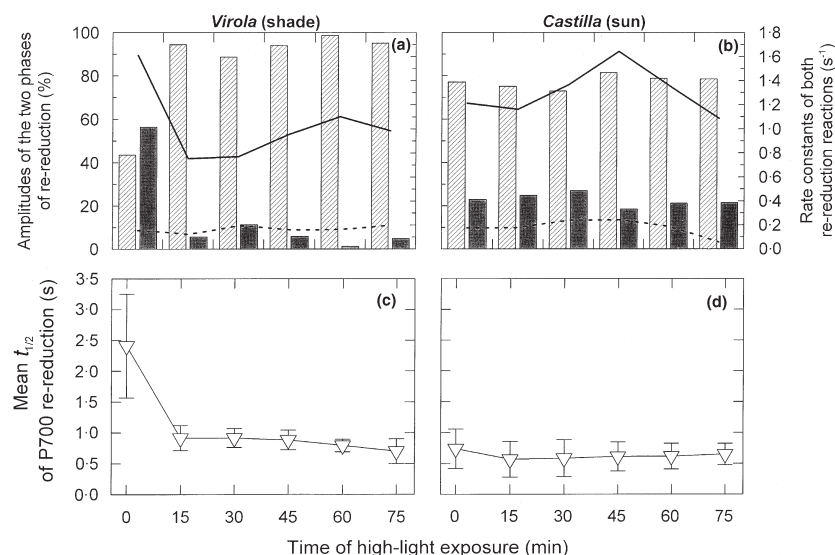 Virola (shade)
Castilla (sun)
Amplitudes of the two phases
of re-reduction (%)
100
80
60
40
20
0
(a)
(b)
1·8
1·6
1·4
1·2
1·0
0·8
0·6
0·4
0·2
0·0
Rate constants of both
re-reduction reactions (s⁻¹)
Mean t1/2
of P700 re-reduction (s)
3·5
3·0
2·5
2·0
1·5
1·0
0·5
0·0
(c)
(d)
0 15 30 45 60 75
0 15 30 45 60 75
Time of high-light exposure (min)